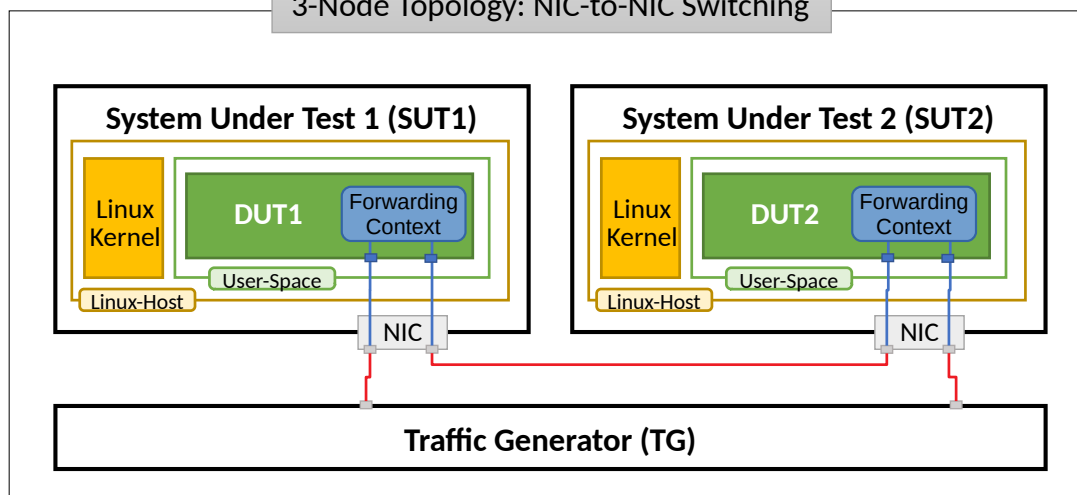 3-Node Topology: NIC-to-NIC Switching
System Under Test 1 (SUT1)
Linux
Kernel
DUT1
Forwarding
Context
User-Space
Linux-Host
NIC
System Under Test 2 (SUT2)
Linux
Kernel
DUT2
Forwarding
Context
User-Space
Linux-Host
NIC
Traffic Generator (TG)